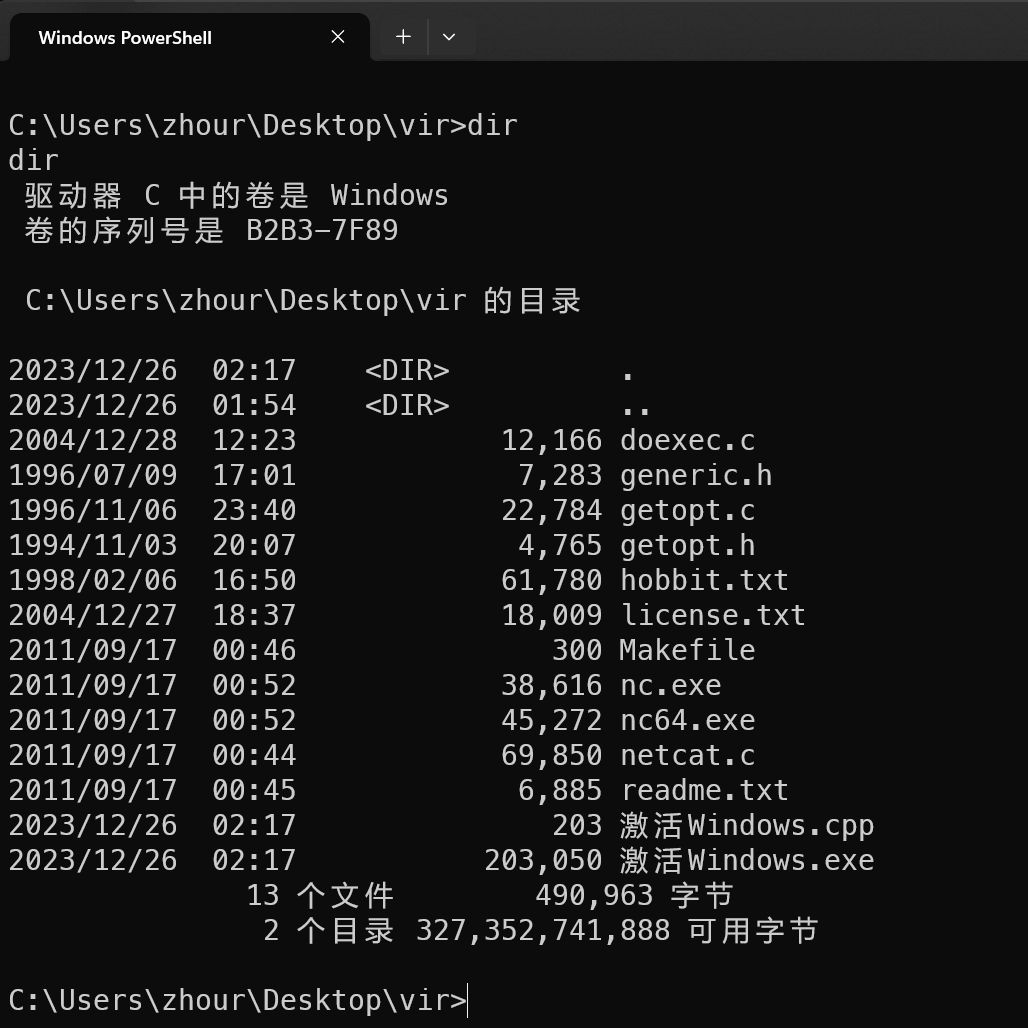 Windows PowerShell
C:\Users\zhour\Desktop\vir>dir
dir
 驱动器 C 中的卷是 Windows
 卷的序列号是 B2B3-7F89

 C:\Users\zhour\Desktop\vir 的目录

2023/12/26  02:17    <DIR>          .
2023/12/26  01:54    <DIR>          ..
2004/12/28  12:23            12,166 doexec.c
1996/07/09  17:01             7,283 generic.h
1996/11/06  23:40            22,784 getopt.c
1994/11/03  20:07             4,765 getopt.h
1998/02/06  16:50            61,780 hobbit.txt
2004/12/27  18:37            18,009 license.txt
2011/09/17  00:46               300 Makefile
2011/09/17  00:52            38,616 nc.exe
2011/09/17  00:52            45,272 nc64.exe
2011/09/17  00:44            69,850 netcat.c
2011/09/17  00:45             6,885 readme.txt
2023/12/26  02:17               203 激活Windows.cpp
2023/12/26  02:17           203,050 激活Windows.exe
              13 个文件        490,963 字节
               2 个目录 327,352,741,888 可用字节

C:\Users\zhour\Desktop\vir>